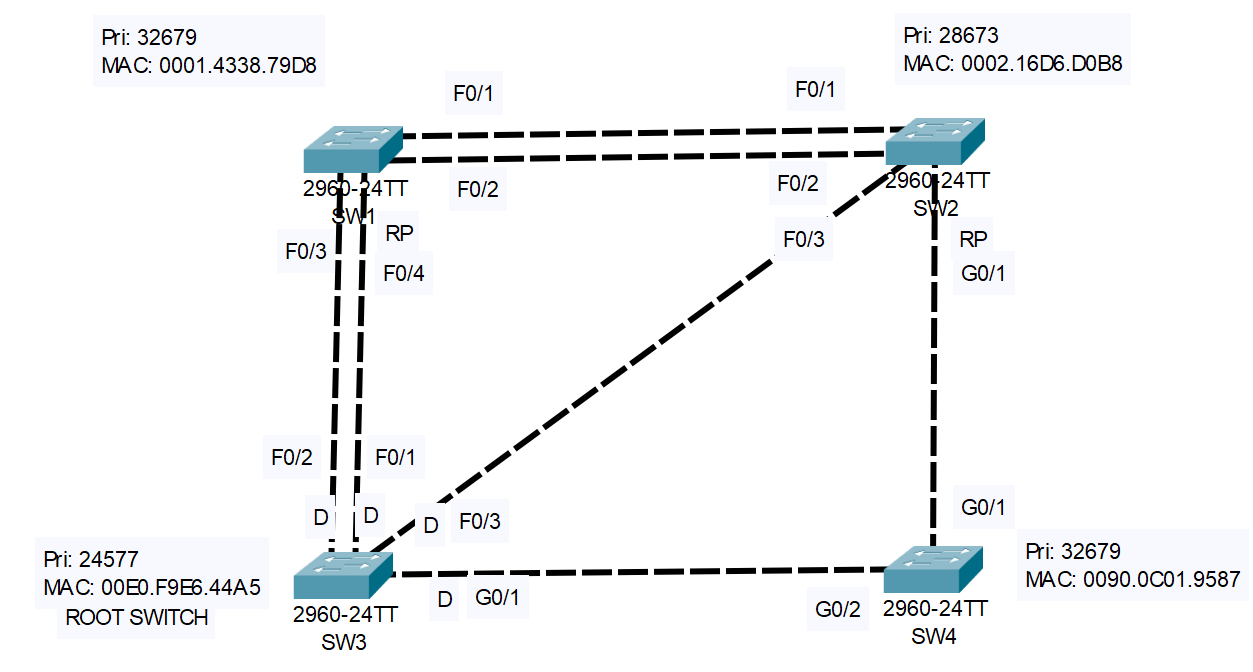 Pri: 32679
MAC: 0001.4338.79D8
Pri: 28673
MAC: 0002.16D6.D0B8
F0/1
F0/1
2960-24TT
SW1
F0/2
F0/2
2960-24TT
SW2
F0/3
RP
F0/4
F0/3
RP
G0/1
F0/2
F0/1
D
D
D
F0/3
G0/1
Pri: 24577
MAC: 00E0.F9E6.44A5
ROOT SWITCH
2960-24TT
SW3
D
G0/1
G0/2
2960-24TT
SW4
Pri: 32679
MAC: 0090.0C01.9587